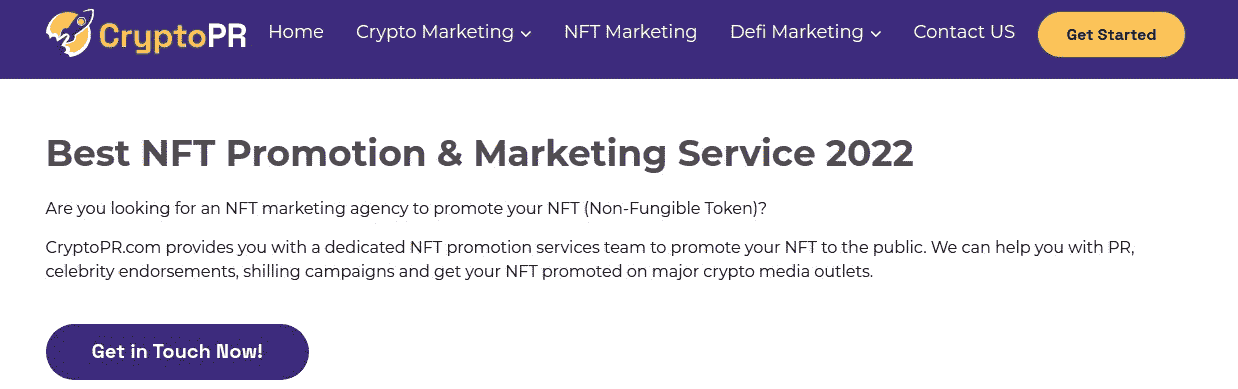 CryptoPR
Home
Crypto Marketing
NFT Marketing
Defi Marketing
Contact US
Get Started
Best NFT Promotion & Marketing Service 2022
Are you looking for an NFT marketing agency to promote your NFT (Non-Fungible Token)?
CryptoPR.com provides you with a dedicated NFT promotion services team to promote your NFT to the public. We can help you with PR,
celebrity endorsements, shilling campaigns and get your NFT promoted on major crypto media outlets.
Get in Touch Now!